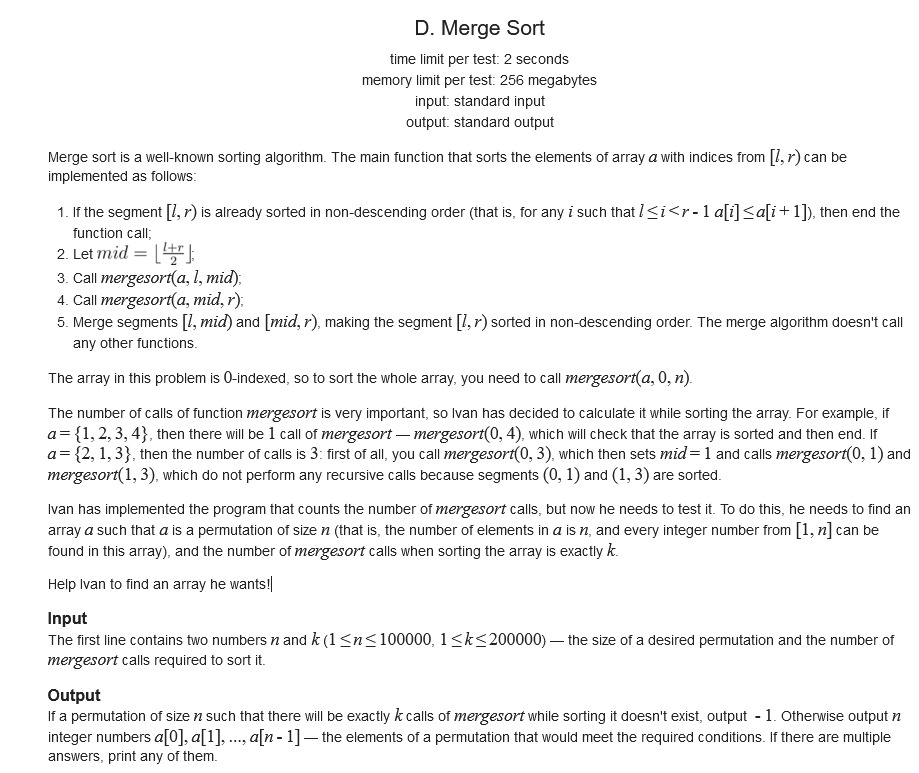 D. Merge Sort
time limit per test: 2 seconds
memory limit per test: 256 megabytes
input: standard input
output: standard output
Merge sort is a well-known sorting algorithm. The main function that sorts the elements of array a with indices from [l, r) can be
implemented as follows:
1. If the segment [l, r) is already sorted in non-descending order (that is, for any i such that l ≤ i < r - 1 a[i] ≤ a[i + 1]), then end the
function call;
2. Let mid = ⌊(l+r)/2⌋;
3. Call mergesort(a, l, mid);
4. Call mergesort(a, mid, r);
5. Merge segments [l, mid) and [mid, r), making the segment [l, r) sorted in non-descending order. The merge algorithm doesn't call
any other functions.
The array in this problem is 0-indexed, so to sort the whole array, you need to call mergesort(a, 0, n).
The number of calls of function mergesort is very important, so Ivan has decided to calculate it while sorting the array. For example, if
a = {1, 2, 3, 4}, then there will be 1 call of mergesort — mergesort(0, 4), which will check that the array is sorted and then end. If
a = {2, 1, 3}, then the number of calls is 3: first of all, you call mergesort(0, 3), which then sets mid = 1 and calls mergesort(0, 1) and
mergesort(1, 3), which do not perform any recursive calls because segments (0, 1) and (1, 3) are sorted.
Ivan has implemented the program that counts the number of mergesort calls, but now he needs to test it. To do this, he needs to find an
array a such that a is a permutation of size n (that is, the number of elements in a is n, and every integer number from [1, n] can be
found in this array), and the number of mergesort calls when sorting the array is exactly k.
Help Ivan to find an array he wants!
Input
The first line contains two numbers n and k (1 ≤ n ≤ 100000, 1 ≤ k ≤ 200000) — the size of a desired permutation and the number of
mergesort calls required to sort it.
Output
If a permutation of size n such that there will be exactly k calls of mergesort while sorting it doesn't exist, output - 1. Otherwise output n
integer numbers a[0], a[1], ..., a[n - 1] — the elements of a permutation that would meet the required conditions. If there are multiple
answers, print any of them.